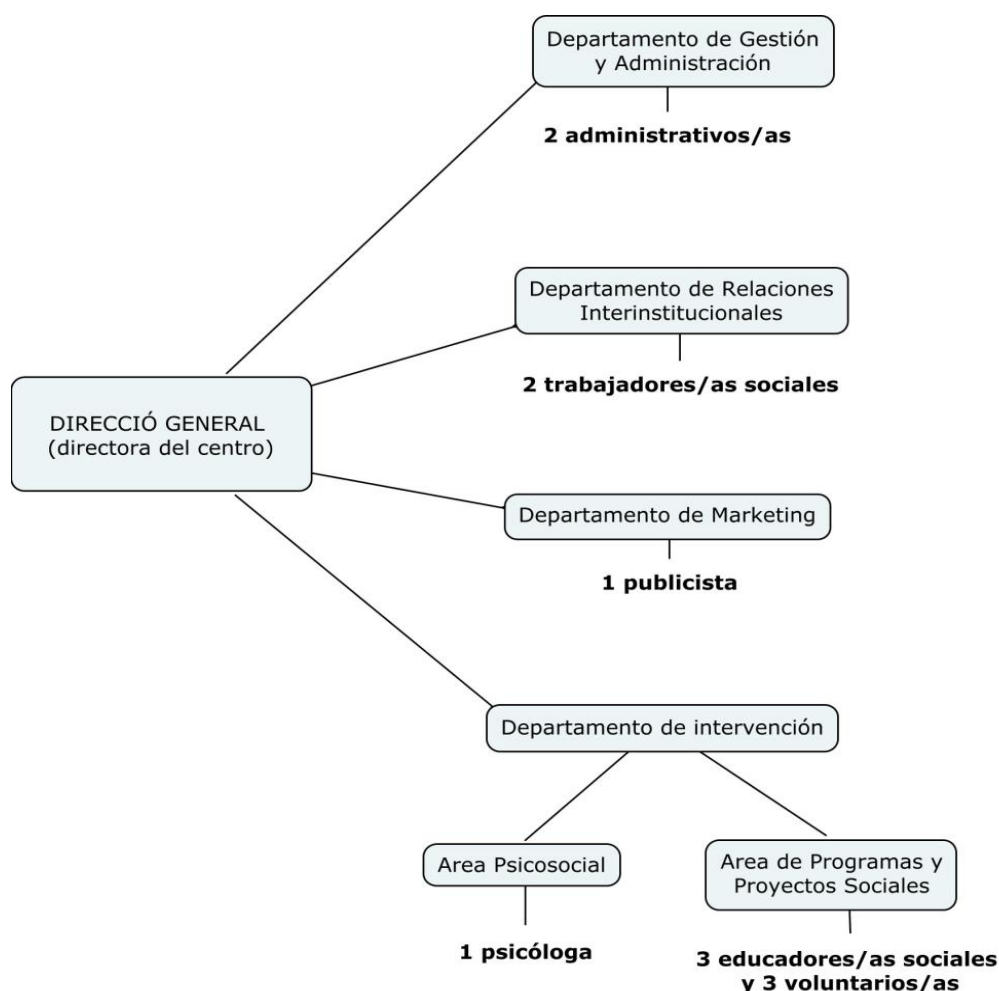 Departamento de Gestión
y Administración
2 administrativos/as
Departamento de Relaciones
Interinstitucionales
2 trabajadores/as sociales
DIRECCIÓ GENERAL
(directora del centro)
Departamento de Marketing
1 publicista
Departamento de intervención
Area Psicosocial
1 psicóloga
Area de Programas y
Proyectos Sociales
3 educadores/as sociales
y 3 voluntarios/as